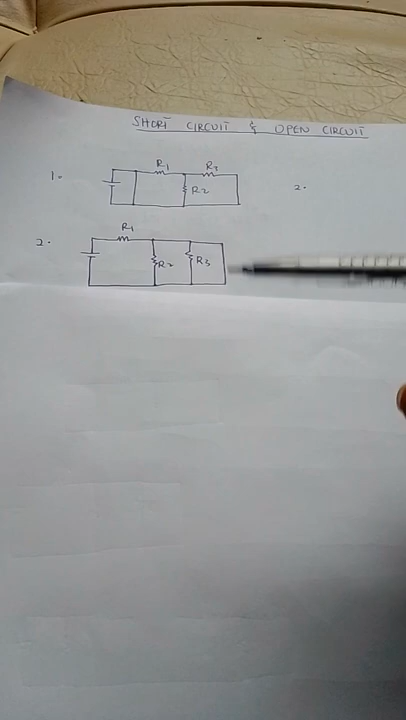 SHORT CIRCUIT & OPEN CIRCUIT
1. R1 R3
R2
2.
2. R1
R2 R3